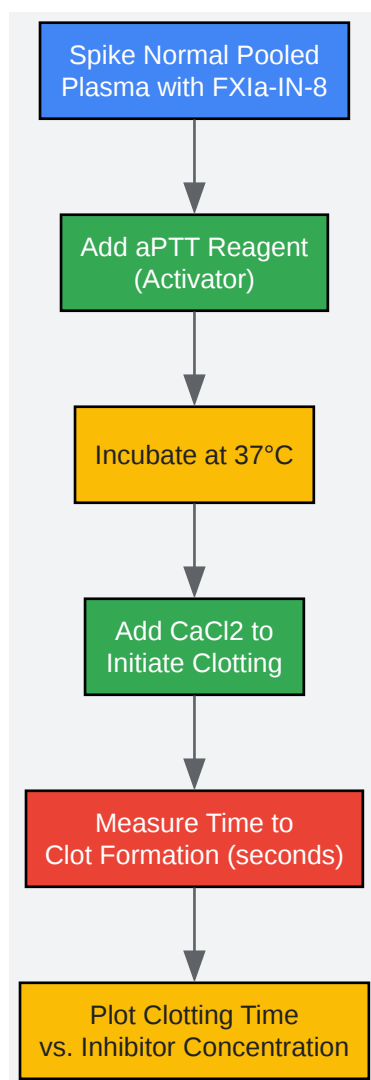 Spike Normal Pooled
Plasma with FXIa-IN-8
Add aPTT Reagent
(Activator)
Incubate at 37°C
Add CaCl2 to
Initiate Clotting
Measure Time to
Clot Formation (seconds)
Plot Clotting Time
vs. Inhibitor Concentration